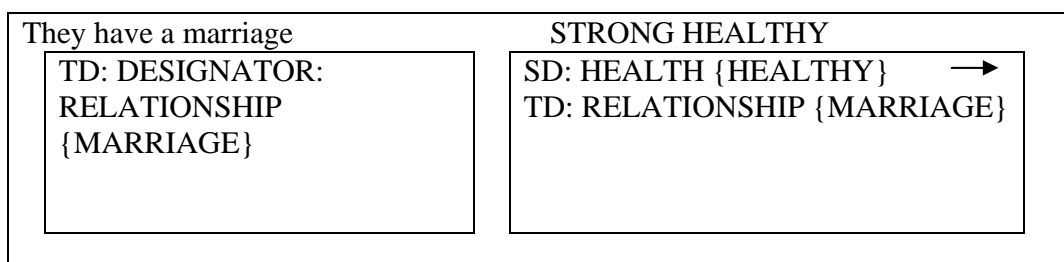 They have a marriage STRONG HEALTHY
TD: DESIGNATOR:
RELATIONSHIP
{MARRIAGE}
SD: HEALTH {HEALTHY}
TD: RELATIONSHIP {MARRIAGE}